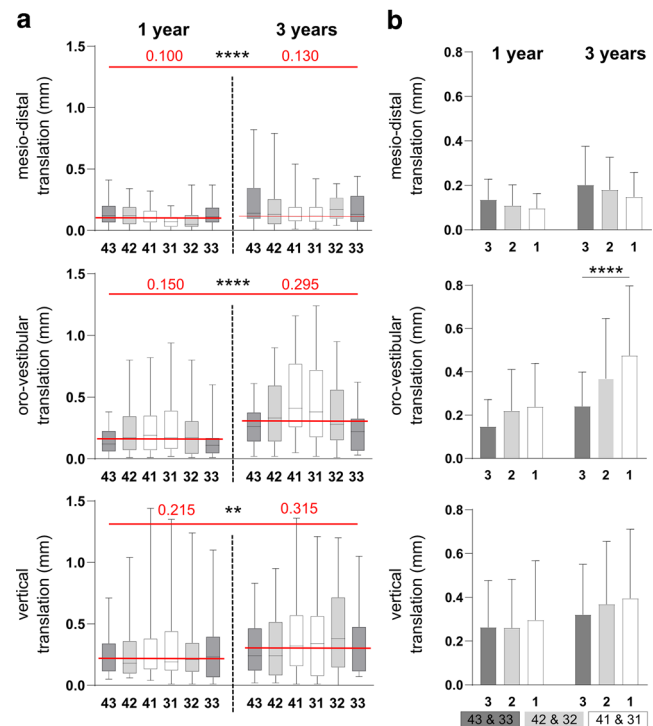 a
b
1 year
3 years
1 year
3 years
mesio-distal
translation (mm)
1.5
1.0
0.5
0.0
0.100
****
0.130
43 42 41 31 32 33
43 42 41 31 32 33
mesio-distal
translation (mm)
0.8
0.6
0.4
0.2
0.0
3 2 1
3 2 1
oro-vestibular
translation (mm)
1.5
1.0
0.5
0.0
0.150
****
0.295
43 42 41 31 32 33
43 42 41 31 32 33
oro-vestibular
translation (mm)
0.8
0.6
0.4
0.2
0.0
****
3 2 1
3 2 1
vertical
translation (mm)
1.5
1.0
0.5
0.0
0.215
**
0.315
43 42 41 31 32 33
43 42 41 31 32 33
vertical
translation (mm)
0.8
0.6
0.4
0.2
0.0
3 2 1
3 2 1
43 & 33
42 & 32
41 & 31